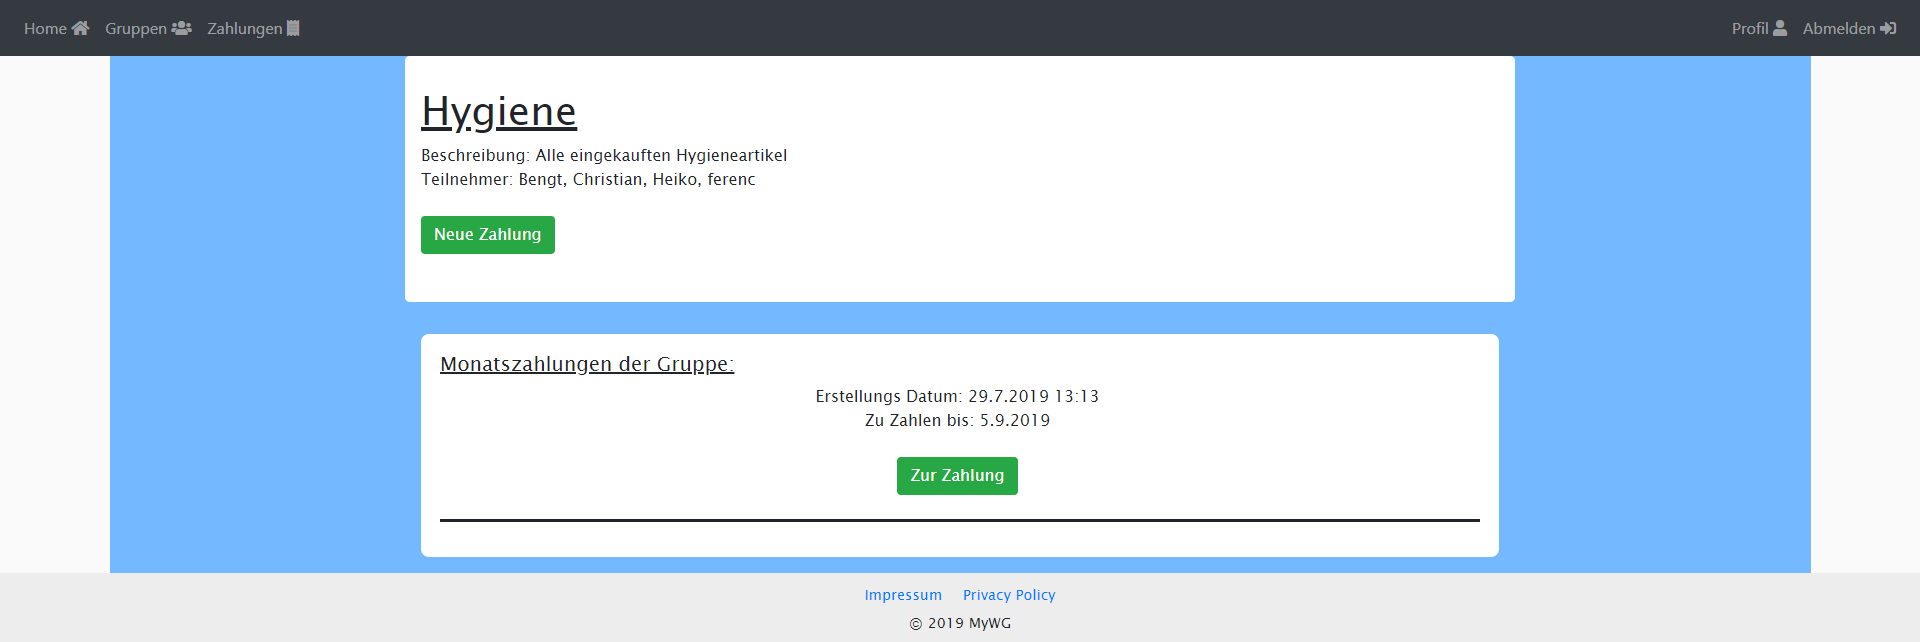 Home Gruppen Zahlungen Profil Abmelden
Hygiene
Beschreibung: Alle eingekauften Hygieneartikel
Teilnehmer: Bengt, Christian, Heiko, ferenc
Neue Zahlung
Monatszahlungen der Gruppe:
Erstellungs Datum: 29.7.2019 13:13
Zu Zahlen bis: 5.9.2019
Zur Zahlung
Impressum Privacy Policy
© 2019 MyWG